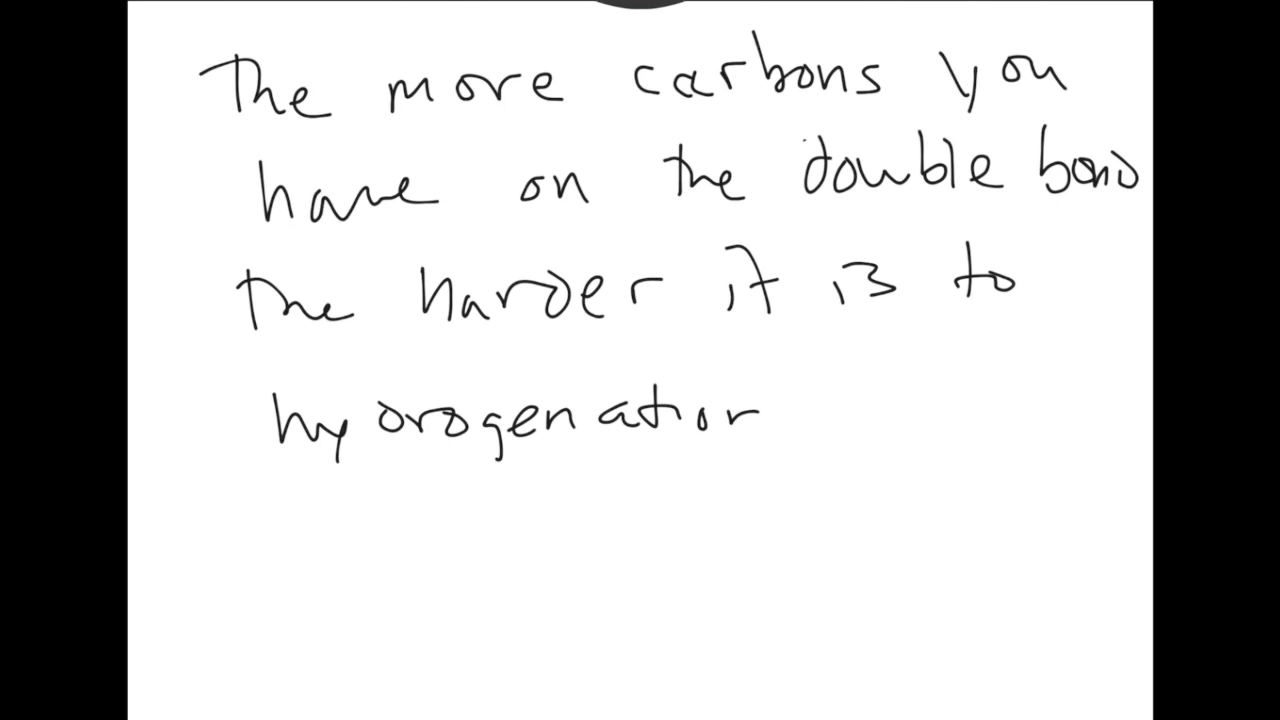 The more carbons you
have on the double bond
the harder it is to
hydrogenation